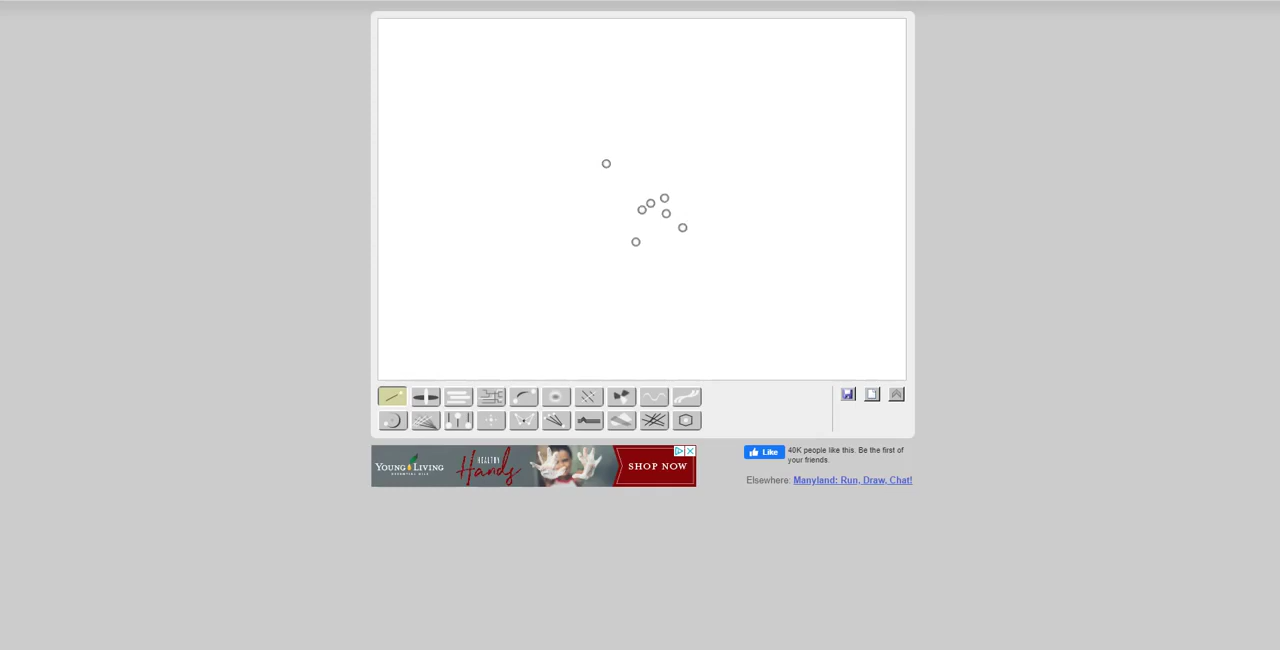 YOUNG LIVING
ESSENTIAL OILS
HEALTHY
Hands
SHOP NOW
Like
40K people like this. Be the first of
your friends.
Elsewhere: Manyland: Run, Draw, Chat!